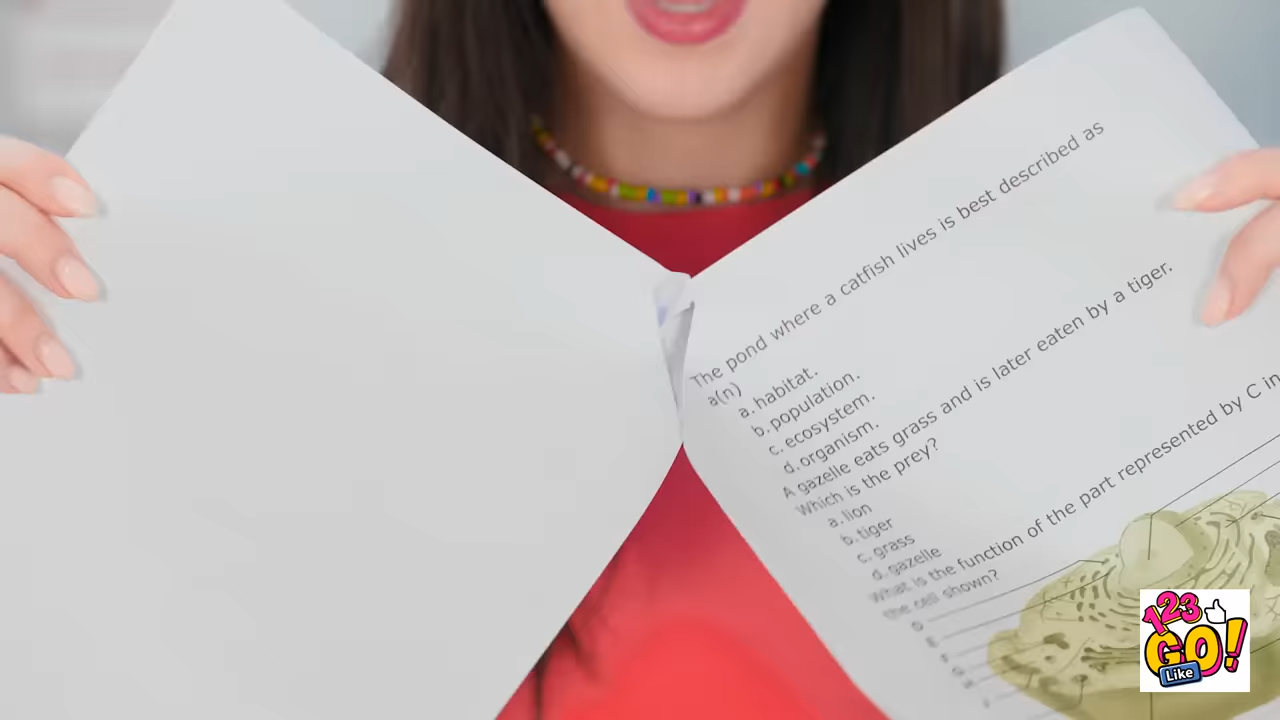 The pond where a catfish lives is best described as
a(n)
a. habitat.
b. population.
c. ecosystem.
d. organism.
A gazelle eats grass and is later eaten by a tiger.
Which is the prey?
a. lion
b. tiger
c. grass
d. gazelle
What is the function of the part represented by C in
the cell shown?
123
GO!
Like